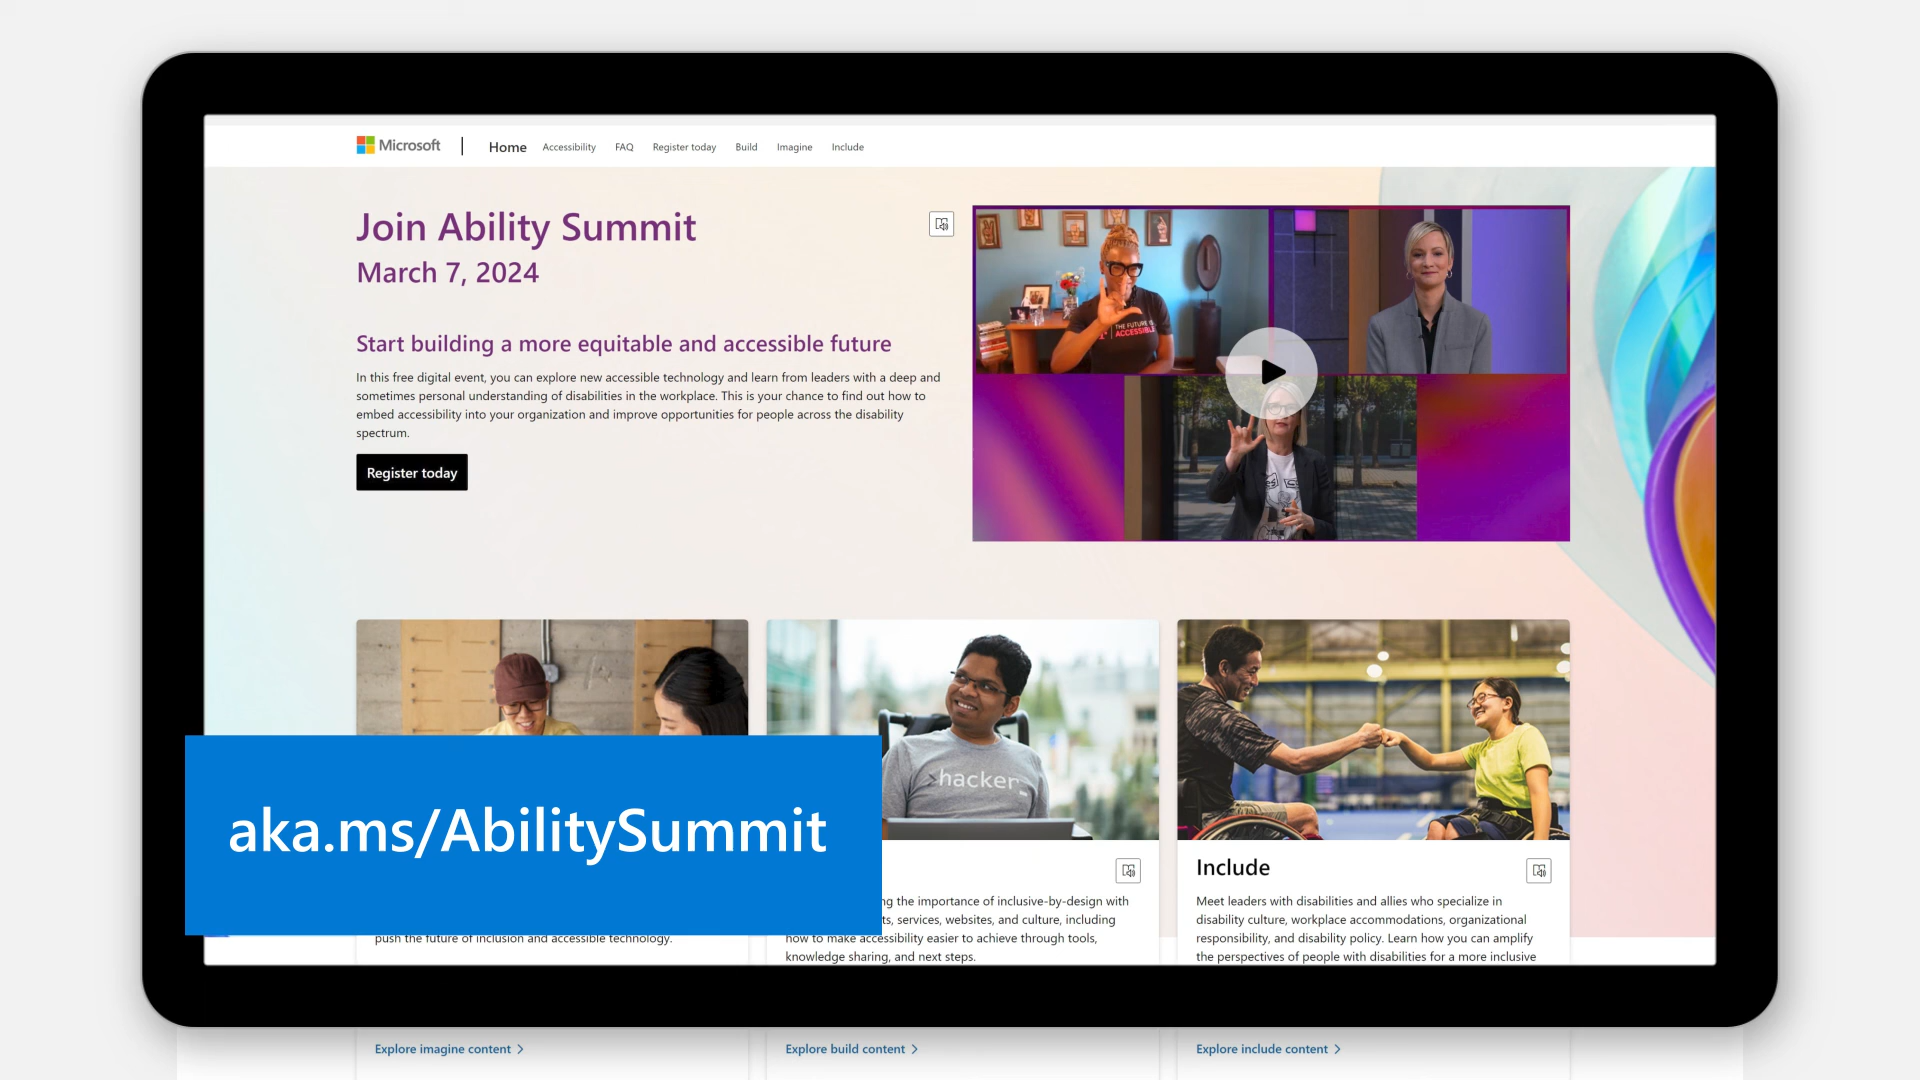 Microsoft
Home Accessibility FAQ Register today Build Imagine Include
Join Ability Summit
March 7, 2024
Start building a more equitable and accessible future
In this free digital event, you can explore new accessible technology and learn from leaders with a deep and
sometimes personal understanding of disabilities in the workplace. This is your chance to find out how to
embed accessibility into your organization and improve opportunities for people across the disability
spectrum.
Register today
THE FUTURE IS
ACCESSIBLE
>hacker_
aka.ms/AbilitySummit
push the future of inclusion and accessible technology.
the importance of inclusive-by-design with
services, websites, and culture, including
how to make accessibility easier to achieve through tools,
knowledge sharing, and next steps.
Include
Meet leaders with disabilities and allies who specialize in
disability culture, workplace accommodations, organizational
responsibility, and disability policy. Learn how you can amplify
the perspectives of people with disabilities for a more inclusive
Explore imagine content
Explore build content
Explore include content